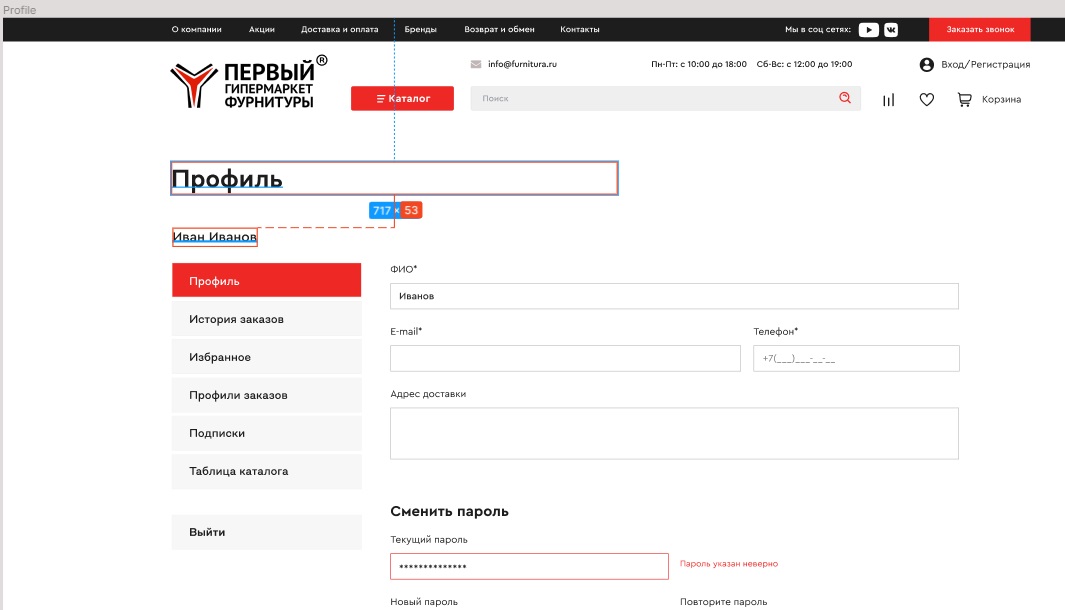 Profile
О компании Акции Доставка и оплата Бренды Возврат и обмен Контакты Мы в соц сетях: Заказать звонок
ПЕРВЫЙ®
ГИПЕРМАРКЕТ
ФУРНИТУРЫ
info@furnitura.ru Пн-Пт: с 10:00 до 18:00 Сб-Вс: с 12:00 до 19:00 Вход/Регистрация
Каталог Поиск Корзина
Профиль
717 × 53
Иван Иванов
Профиль
История заказов
Избранное
Профили заказов
Подписки
Таблица каталога
Выйти
ФИО*
Иванов
E-mail* Телефон*
+7(___)___-__-__
Адрес доставки
Сменить пароль
Текущий пароль
************** Пароль указан неверно
Новый пароль Повторите пароль